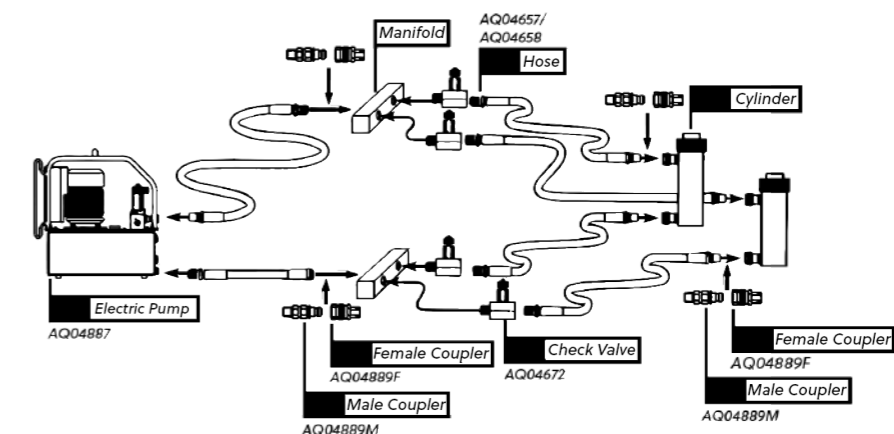 AQ04657/
AQ04658
Manifold
Hose
Cylinder
Electric Pump
AQ04887
Female Coupler
AQ04889F
Male Coupler
AQ04889M
Check Valve
AQ04672
Female Coupler
AQ04889F
Male Coupler
AQ04889M